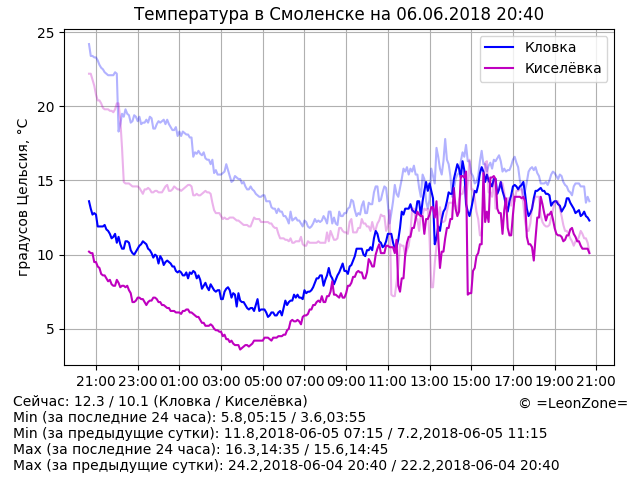 Температура в Смоленске на 06.06.2018 20:40
Кловка
Киселёвка
градусов Цельсия, °C
25
20
15
10
5
21:00 23:00 01:00 03:00 05:00 07:00 09:00 11:00 13:00 15:00 17:00 19:00 21:00
Сейчас: 12.3 / 10.1 (Кловка / Киселёвка)
© =LeonZone=
Min (за последние 24 часа): 5.8,05:15 / 3.6,03:55
Min (за предыдущие сутки): 11.8,2018-06-05 07:15 / 7.2,2018-06-05 11:15
Max (за последние 24 часа): 16.3,14:35 / 15.6,14:45
Max (за предыдущие сутки): 24.2,2018-06-04 20:40 / 22.2,2018-06-04 20:40